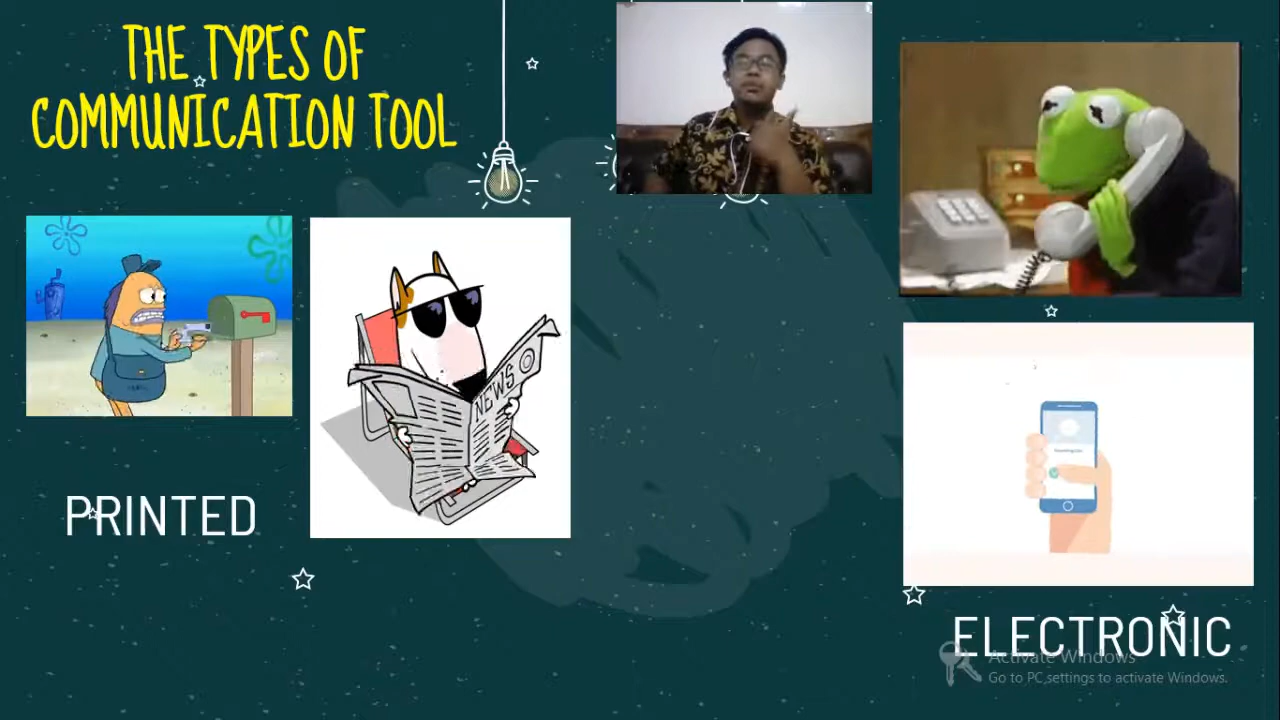 THE TYPES OF
COMMUNICATION TOOL
NEWS
PRINTED
ELECTRONIC
Activate Windows
Go to PC settings to activate Windows.